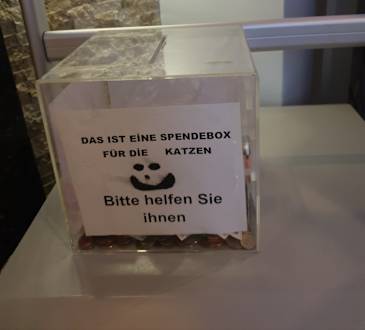 DAS IST EINE SPENDEBOX
FÜR DIE KATZEN
Bitte helfen Sie
ihnen